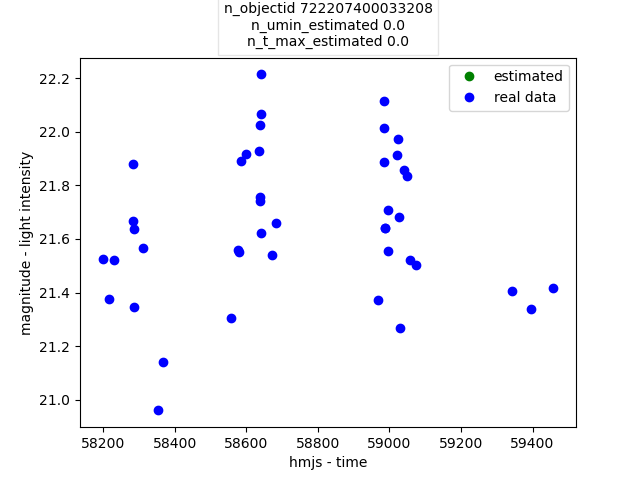 n_objectid 722207400033208
n_umin_estimated 0.0
n_t_max_estimated 0.0
estimated
real data
magnitude - light intensity
22.2
22.0
21.8
21.6
21.4
21.2
21.0
58200 58400 58600 58800 59000 59200 59400
hmjs - time